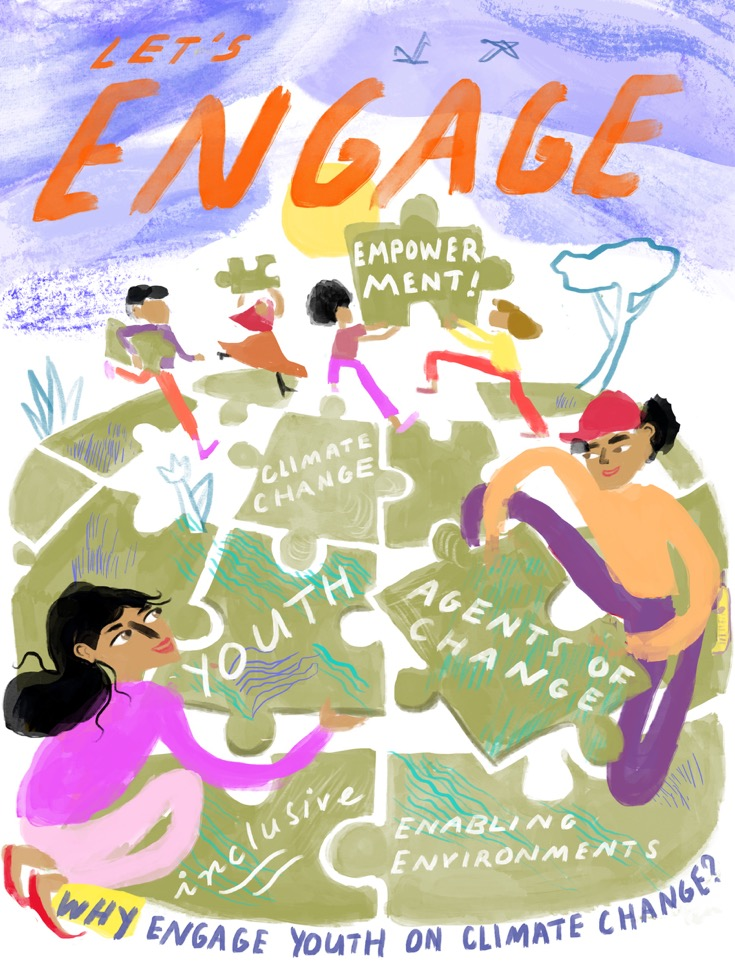 LET'S
ENGAGE
EMPOWER
MENT!
CLIMATE
CHANGE
YOUTH
AGENTS OF
CHANGE
inclusive
ENABLING
ENVIRONMENTS
WHY ENGAGE YOUTH ON CLIMATE CHANGE?